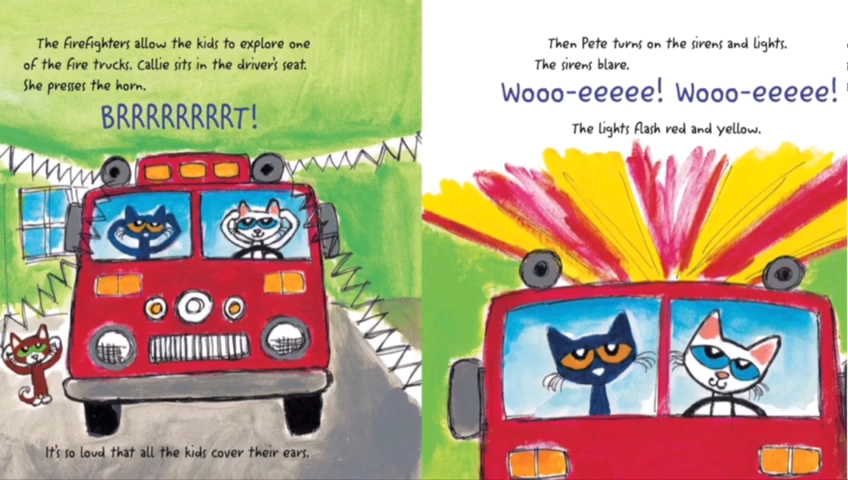 The firefighters allow the kids to explore one
of the fire trucks. Callie sits in the driver's seat.
She presses the horn.
BRRRRRRRRT!
It's so loud that all the kids cover their ears.
Then Pete turns on the sirens and lights.
The sirens blare.
Wooo-eeeee! Wooo-eeeee!
The lights flash red and yellow.